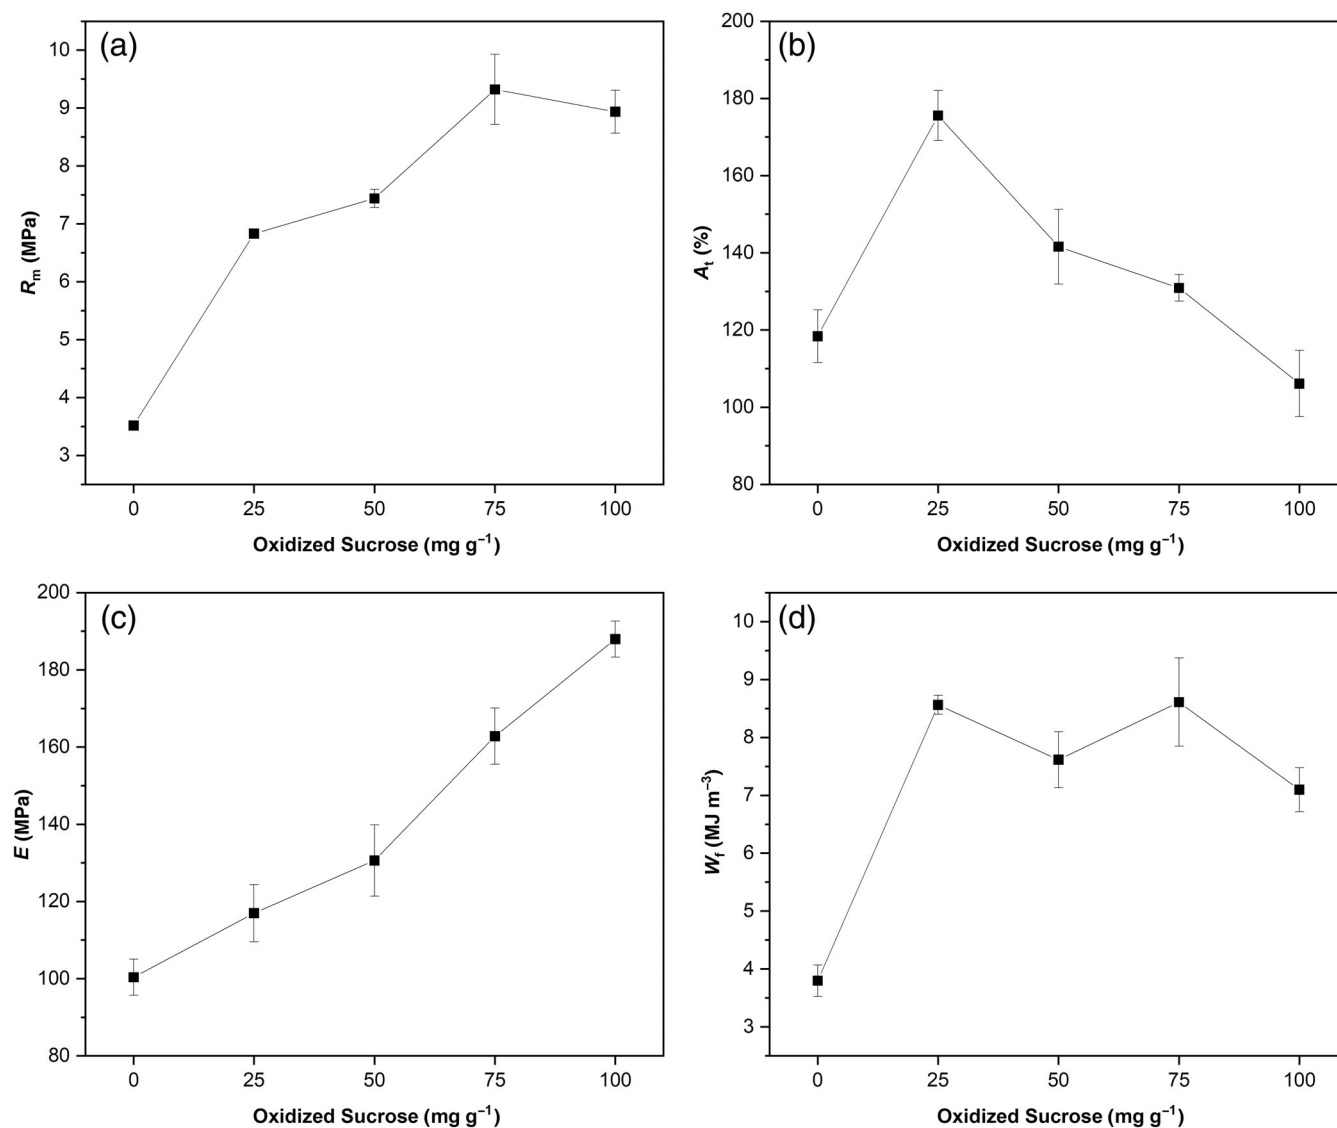 (a)
10
9
8
7
6
5
4
3
R_m (MPa)
0 25 50 75 100
Oxidized Sucrose (mg g⁻¹)
(b)
200
180
160
140
120
100
80
A_t (%)
0 25 50 75 100
Oxidized Sucrose (mg g⁻¹)
(c)
200
180
160
140
120
100
80
E (MPa)
0 25 50 75 100
Oxidized Sucrose (mg g⁻¹)
(d)
10
9
8
7
6
5
4
3
W_f (MJ m⁻³)
0 25 50 75 100
Oxidized Sucrose (mg g⁻¹)